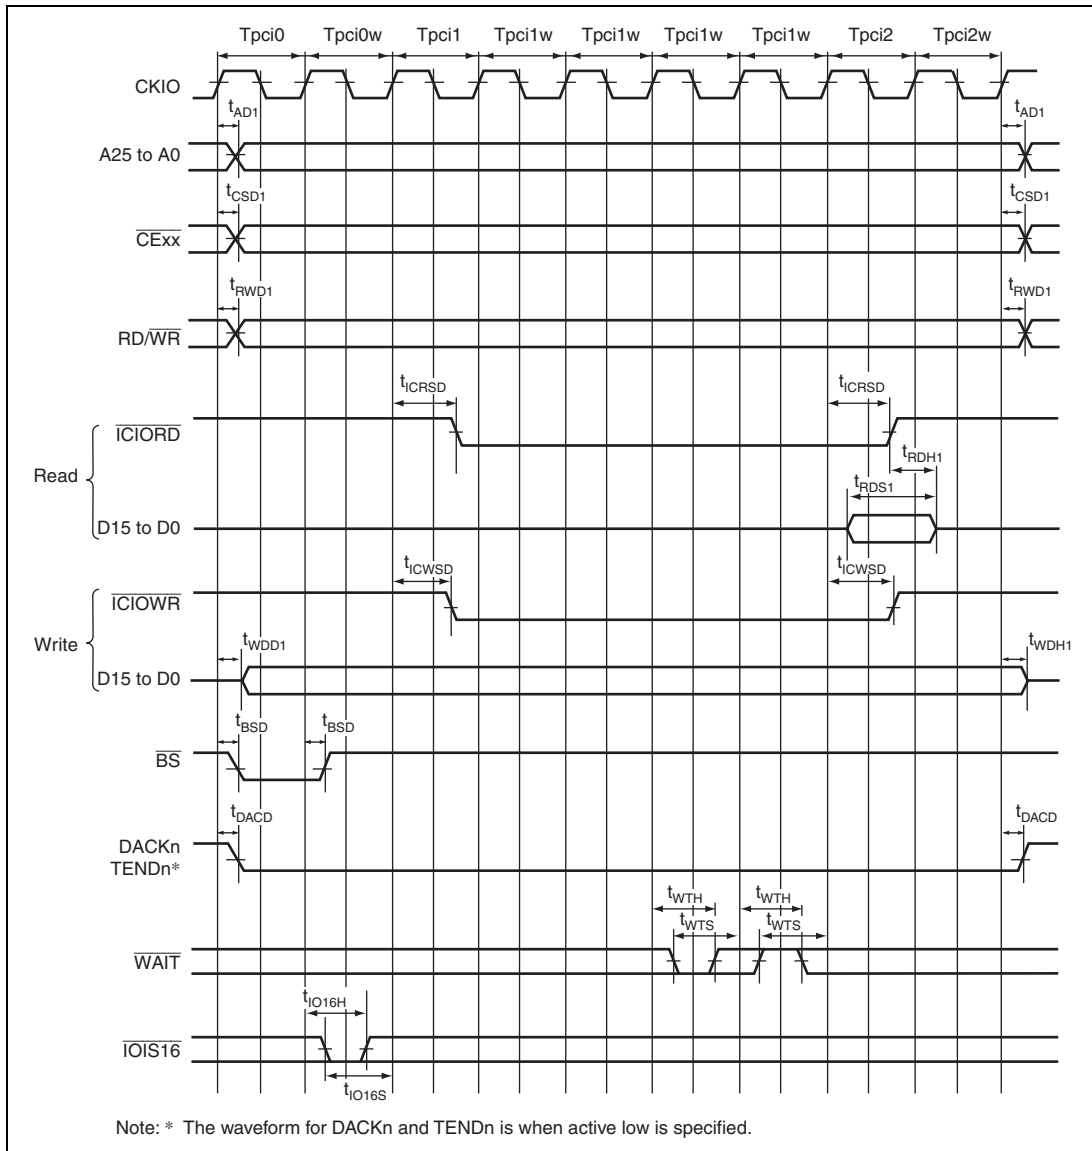 Tpci0 Tpci0w Tpci1 Tpci1w Tpci1w Tpci1w Tpci1w Tpci2 Tpci2w
CKIO
tAD1 tAD1
A25 to A0
tCSD1 tCSD1
CExx
tRWD1 tRWD1
RD/WR
tICRSD tICRSD
ICIORD
tRDH1
Read
tRDS1
D15 to D0
tICWSD tICWSD
ICIOWR
Write
tWDD1 tWDH1
D15 to D0
tBSD tBSD
BS
tDACD tDACD
DACKn
TENDn*
tWTH tWTH
tWTS tWTS
WAIT
tIO16H
IOIS16
tIO16S
Note: * The waveform for DACKn and TENDn is when active low is specified.